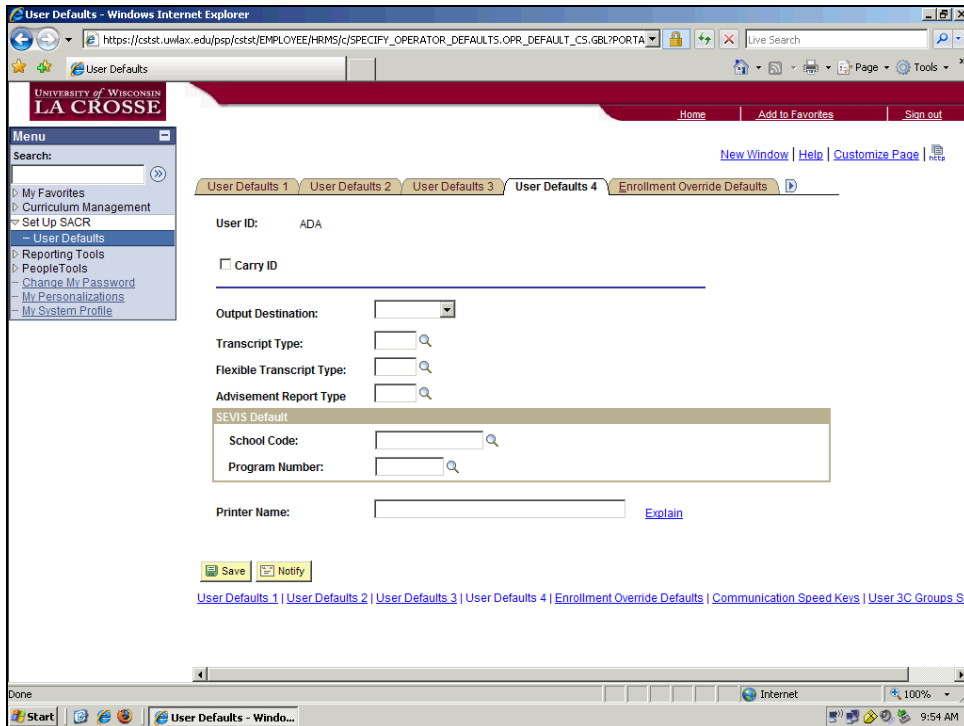 User Defaults - Windows Internet Explorer
https://cstst.uwlax.edu/psp/cstst/EMPLOYEE/HRMS/c/SPECIFY_OPERATOR_DEFAULTS.OPR_DEFAULT_CS.GBL?PORTA
Live Search
User Defaults
Page
Tools
UNIVERSITY of WISCONSIN
LA CROSSE
Home
Add to Favorites
Sign out
Menu
Search:
My Favorites
Curriculum Management
Set Up SACR
– User Defaults
Reporting Tools
PeopleTools
– Change My Password
– My Personalizations
– My System Profile
New Window | Help | Customize Page |
http
User Defaults 1
User Defaults 2
User Defaults 3
User Defaults 4
Enrollment Override Defaults
User ID: ADA
Carry ID
Output Destination:
Transcript Type:
Flexible Transcript Type:
Advisement Report Type
SEVIS Default
School Code:
Program Number:
Printer Name:
Explain
Save
Notify
User Defaults 1 | User Defaults 2 | User Defaults 3 | User Defaults 4 | Enrollment Override Defaults | Communication Speed Keys | User 3C Groups S
Done
Internet
100%
Start
User Defaults - Windo...
9:54 AM